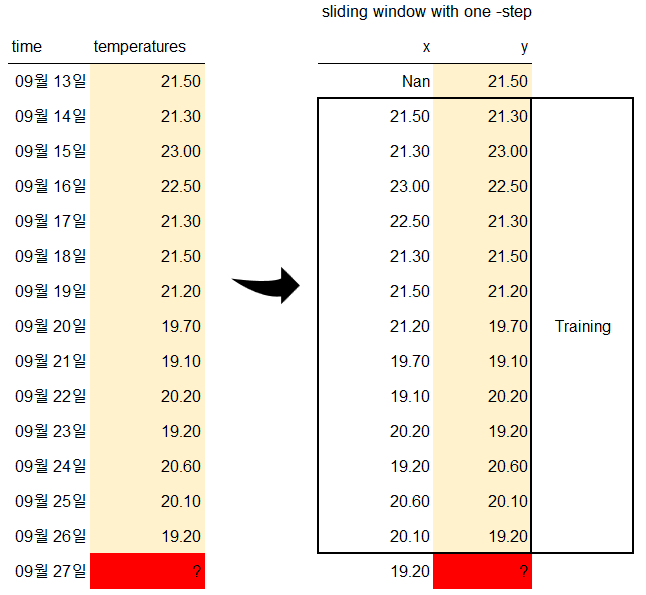 sliding window with one -step
time temperatures x y
09월 13일 21.50 Nan 21.50
09월 14일 21.30 21.50 21.30
09월 15일 23.00 21.30 23.00
09월 16일 22.50 23.00 22.50
09월 17일 21.30 22.50 21.30
09월 18일 21.50 21.30 21.50
09월 19일 21.20 21.50 21.20
09월 20일 19.70 21.20 19.70 Training
09월 21일 19.10 19.70 19.10
09월 22일 20.20 19.10 20.20
09월 23일 19.20 20.20 19.20
09월 24일 20.60 19.20 20.60
09월 25일 20.10 20.60 20.10
09월 26일 19.20 20.10 19.20
09월 27일 ? 19.20 ?